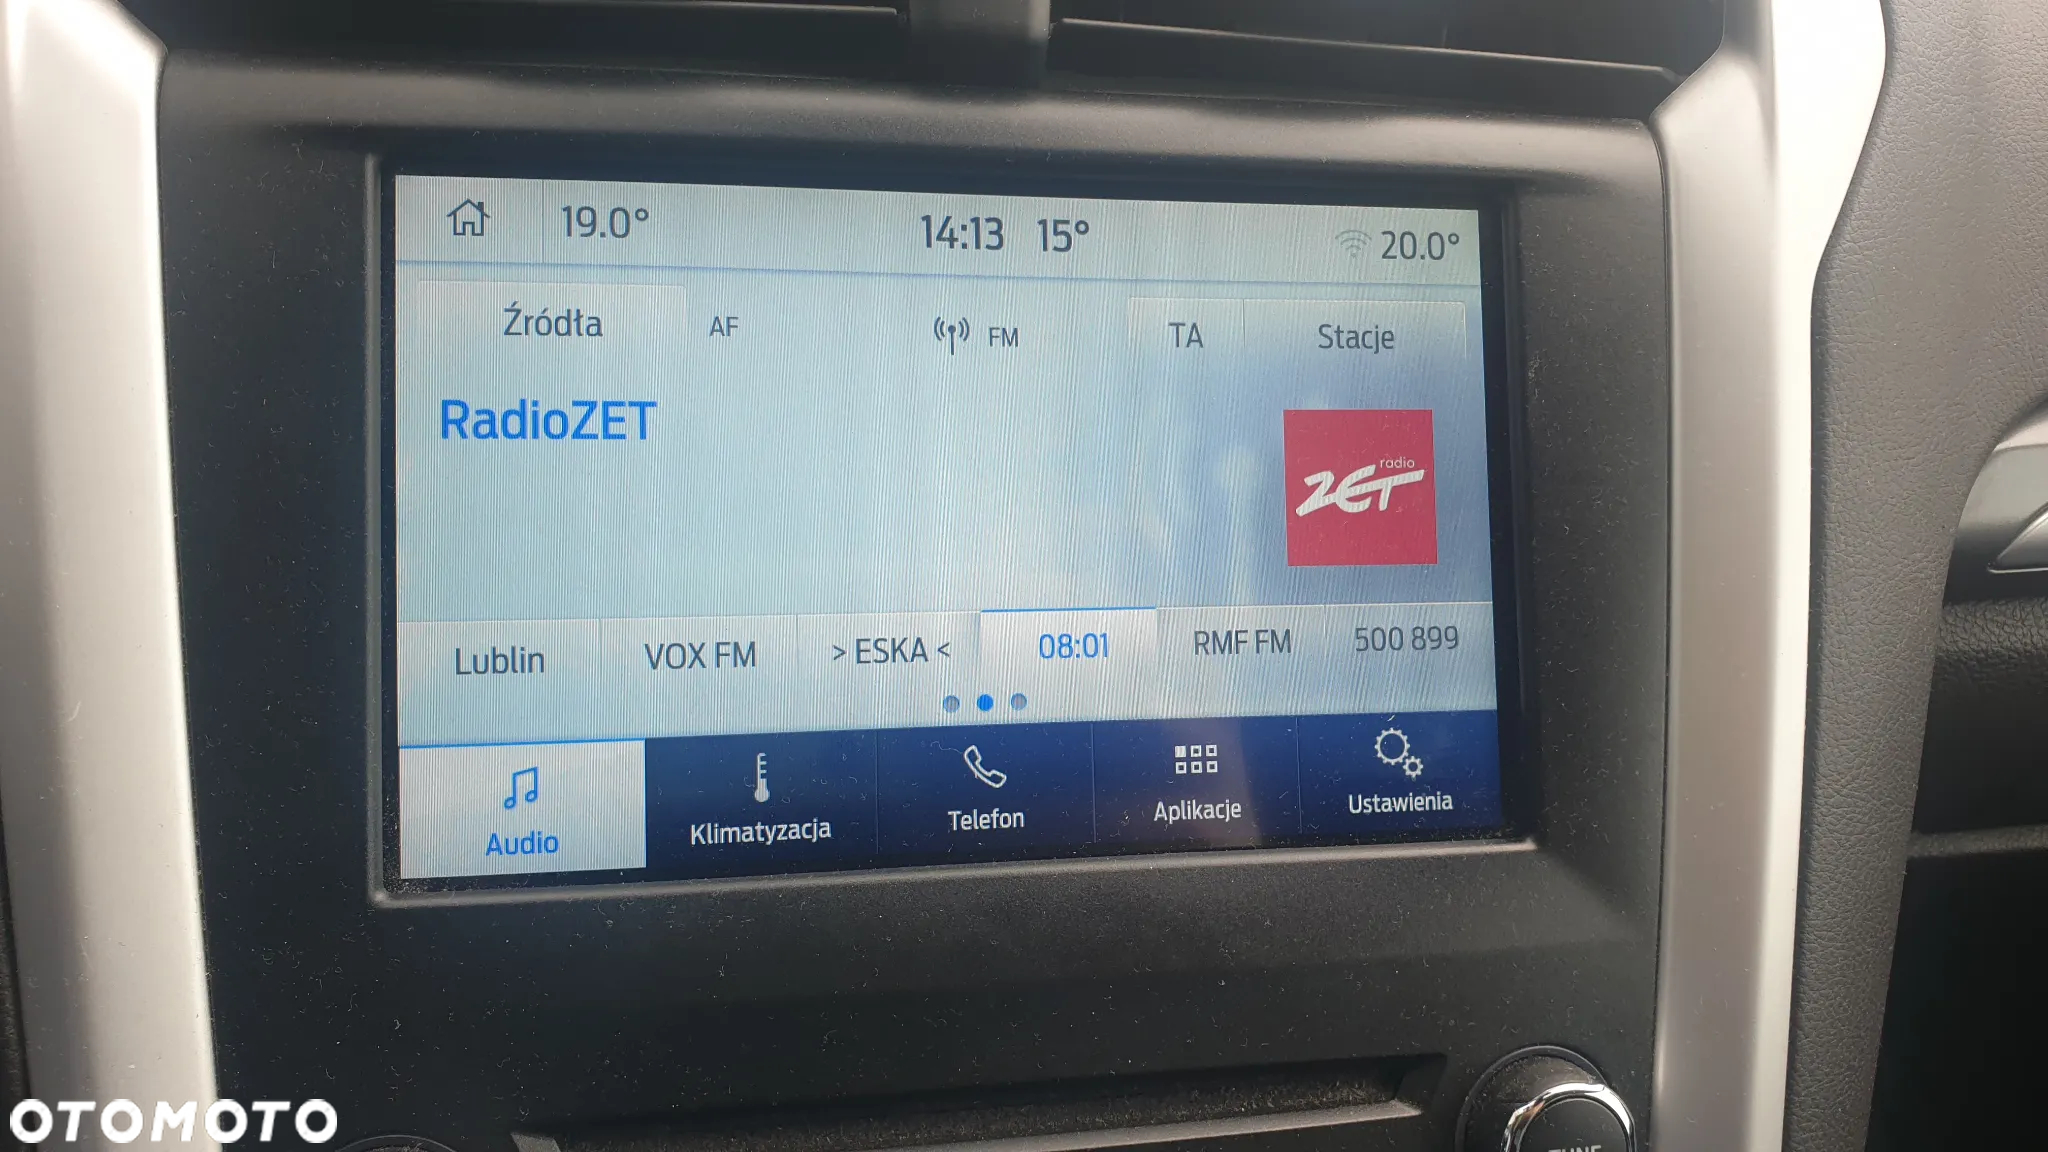 19.0° 14:13 15° 20.0°
Źródła AF FM TA Stacje
RadioZET
radio
ZET
Lublin VOX FM > ESKA < 08:01 RMF FM 500 899
Audio Klimatyzacja Telefon Aplikacje Ustawienia
TUNE
OTOMOTO